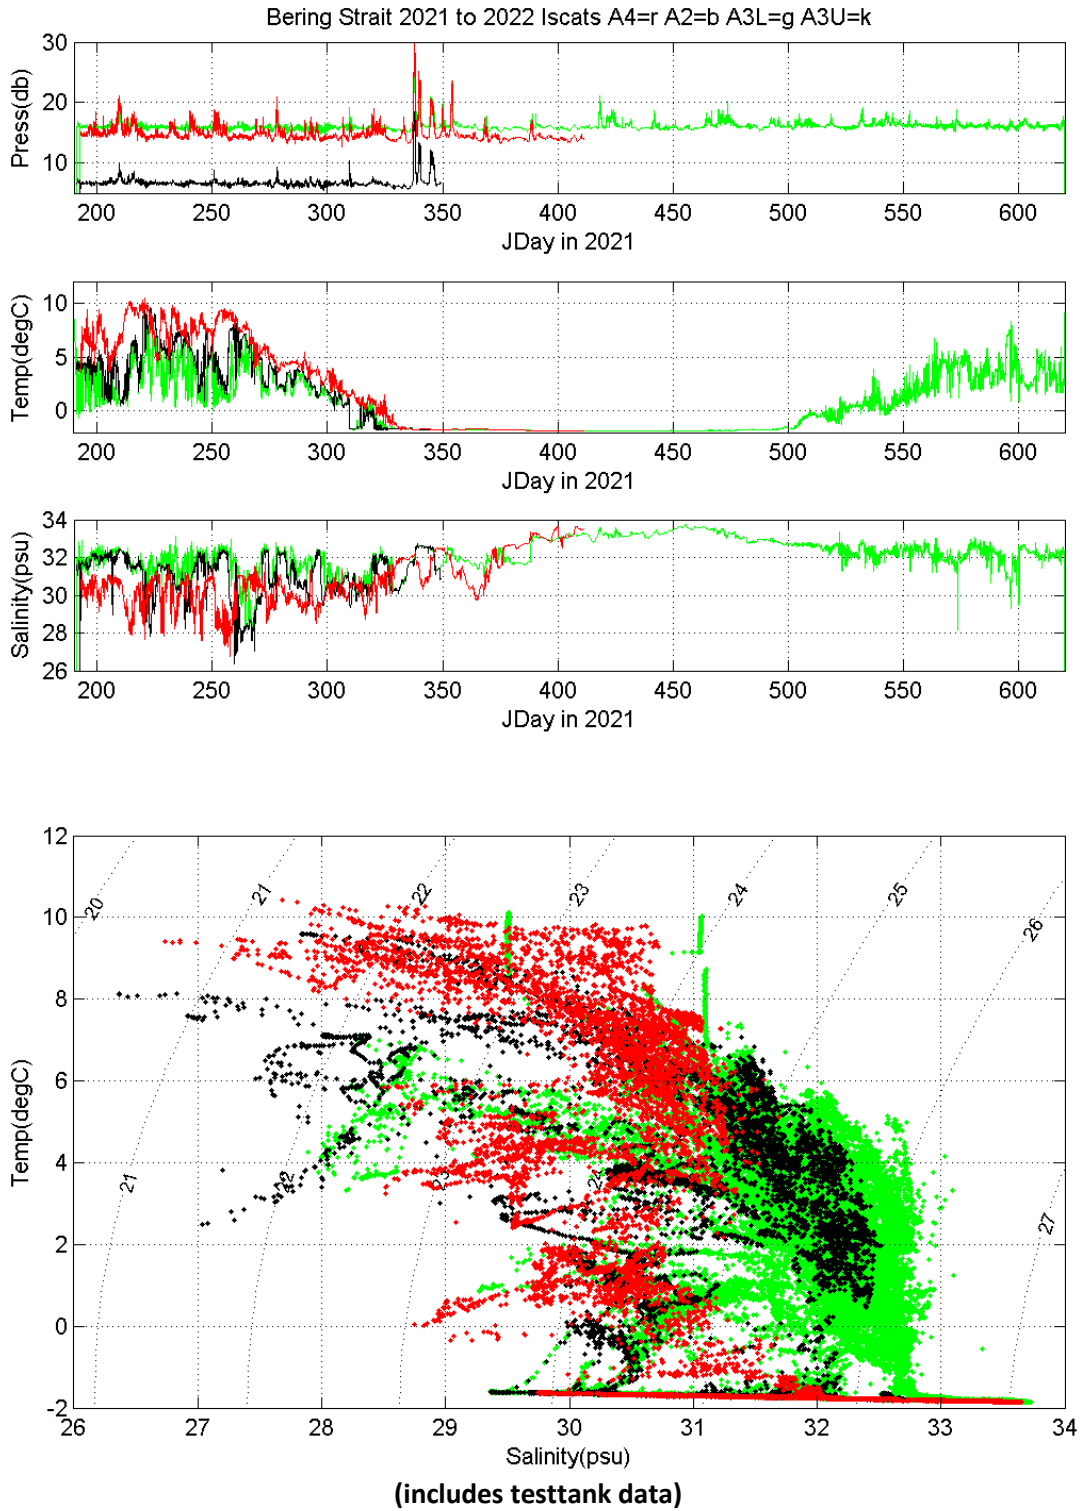 Bering Strait 2021 to 2022 Iscats A4=r A2=b A3L=g A3U=k
30
20
10
Press(db)
200 250 300 350 400 450 500 550 600
JDay in 2021
10
5
0
Temp(degC)
200 250 300 350 400 450 500 550 600
JDay in 2021
34
32
30
28
26
Salinity(psu)
200 250 300 350 400 450 500 550 600
JDay in 2021
12
10
8
6
4
2
0
-2
Temp(degC)
20 21 22 23 24 25 26
21 22 23 24 27
26 27 28 29 30 31 32 33 34
Salinity(psu)
(includes testtank data)